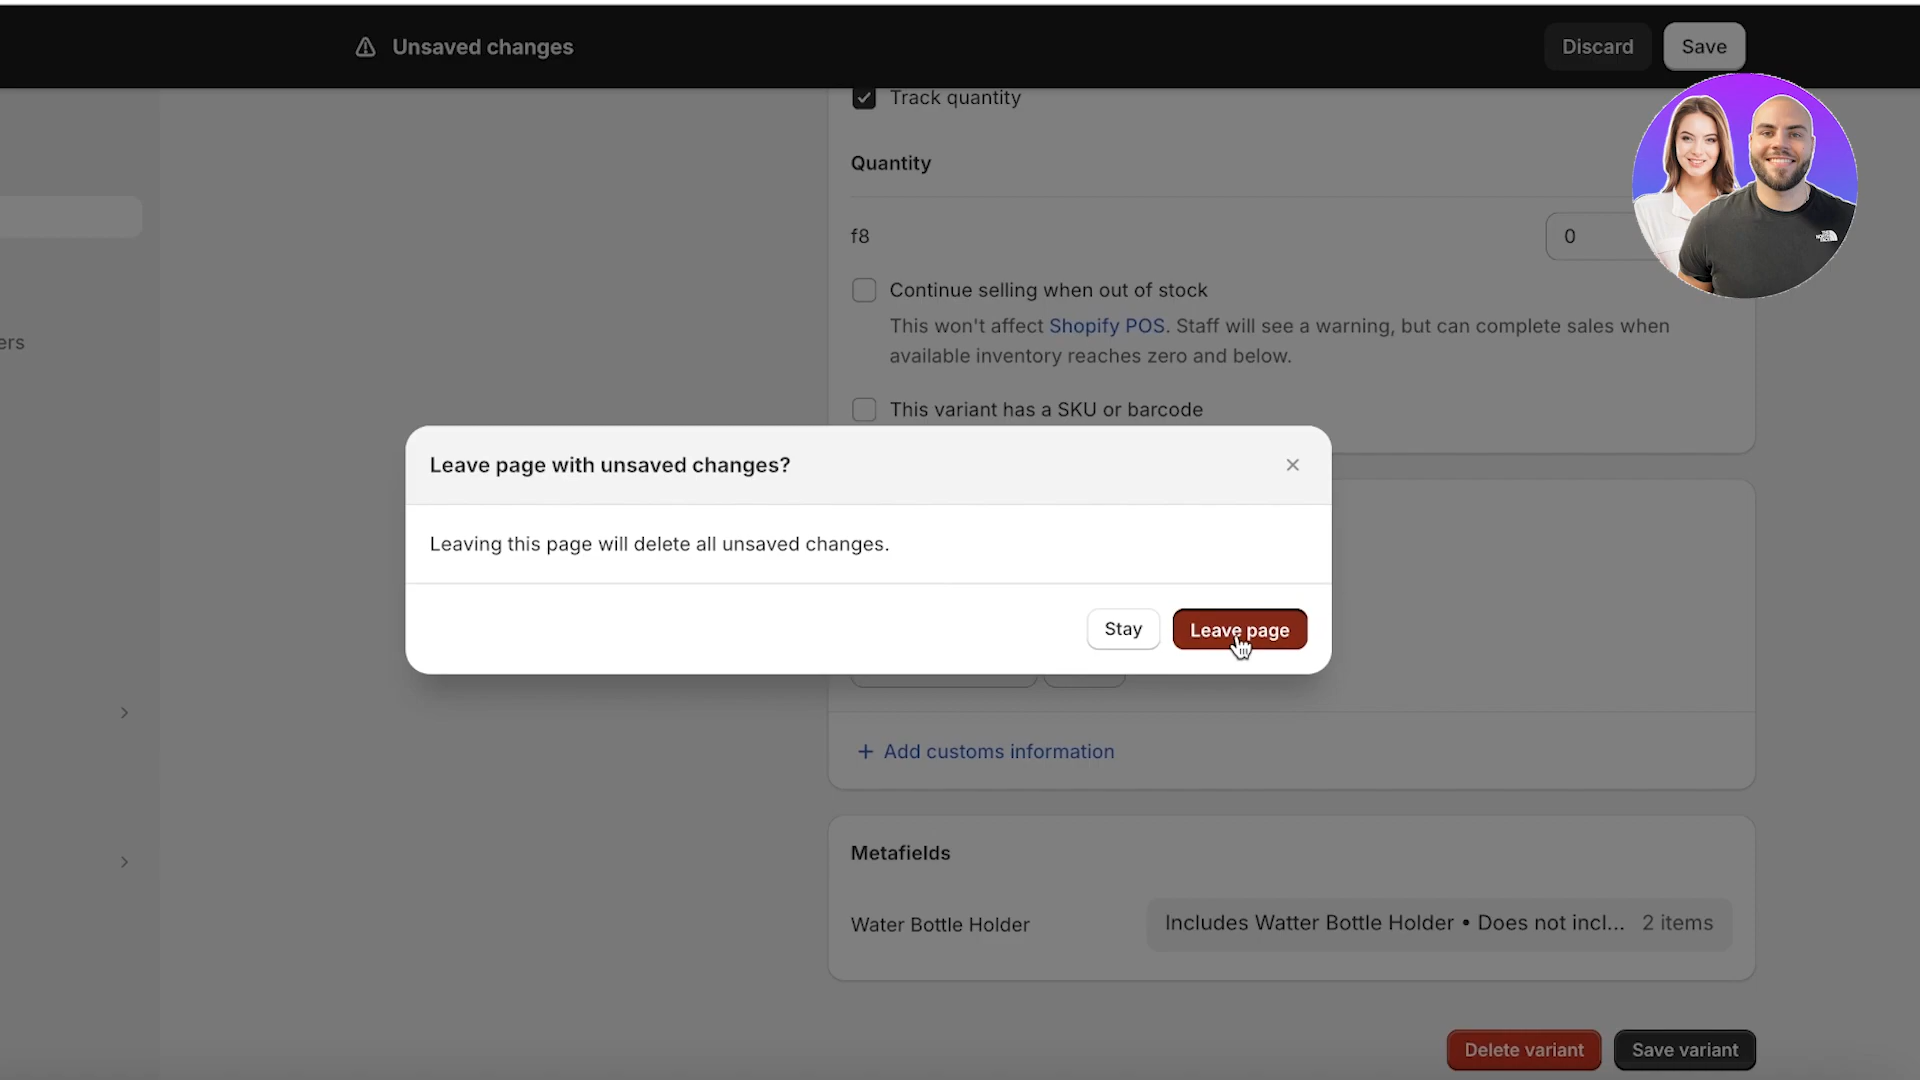 Unsaved changes
Discard
Save
Track quantity
Quantity
f8
0
Continue selling when out of stock
This won't affect Shopify POS. Staff will see a warning, but can complete sales when
available inventory reaches zero and below.
ers
This variant has a SKU or barcode
Leave page with unsaved changes?
Leaving this page will delete all unsaved changes.
Stay
Leave page
+ Add customs information
Metafields
Water Bottle Holder
Includes Watter Bottle Holder • Does not incl... 2 items
Delete variant
Save variant